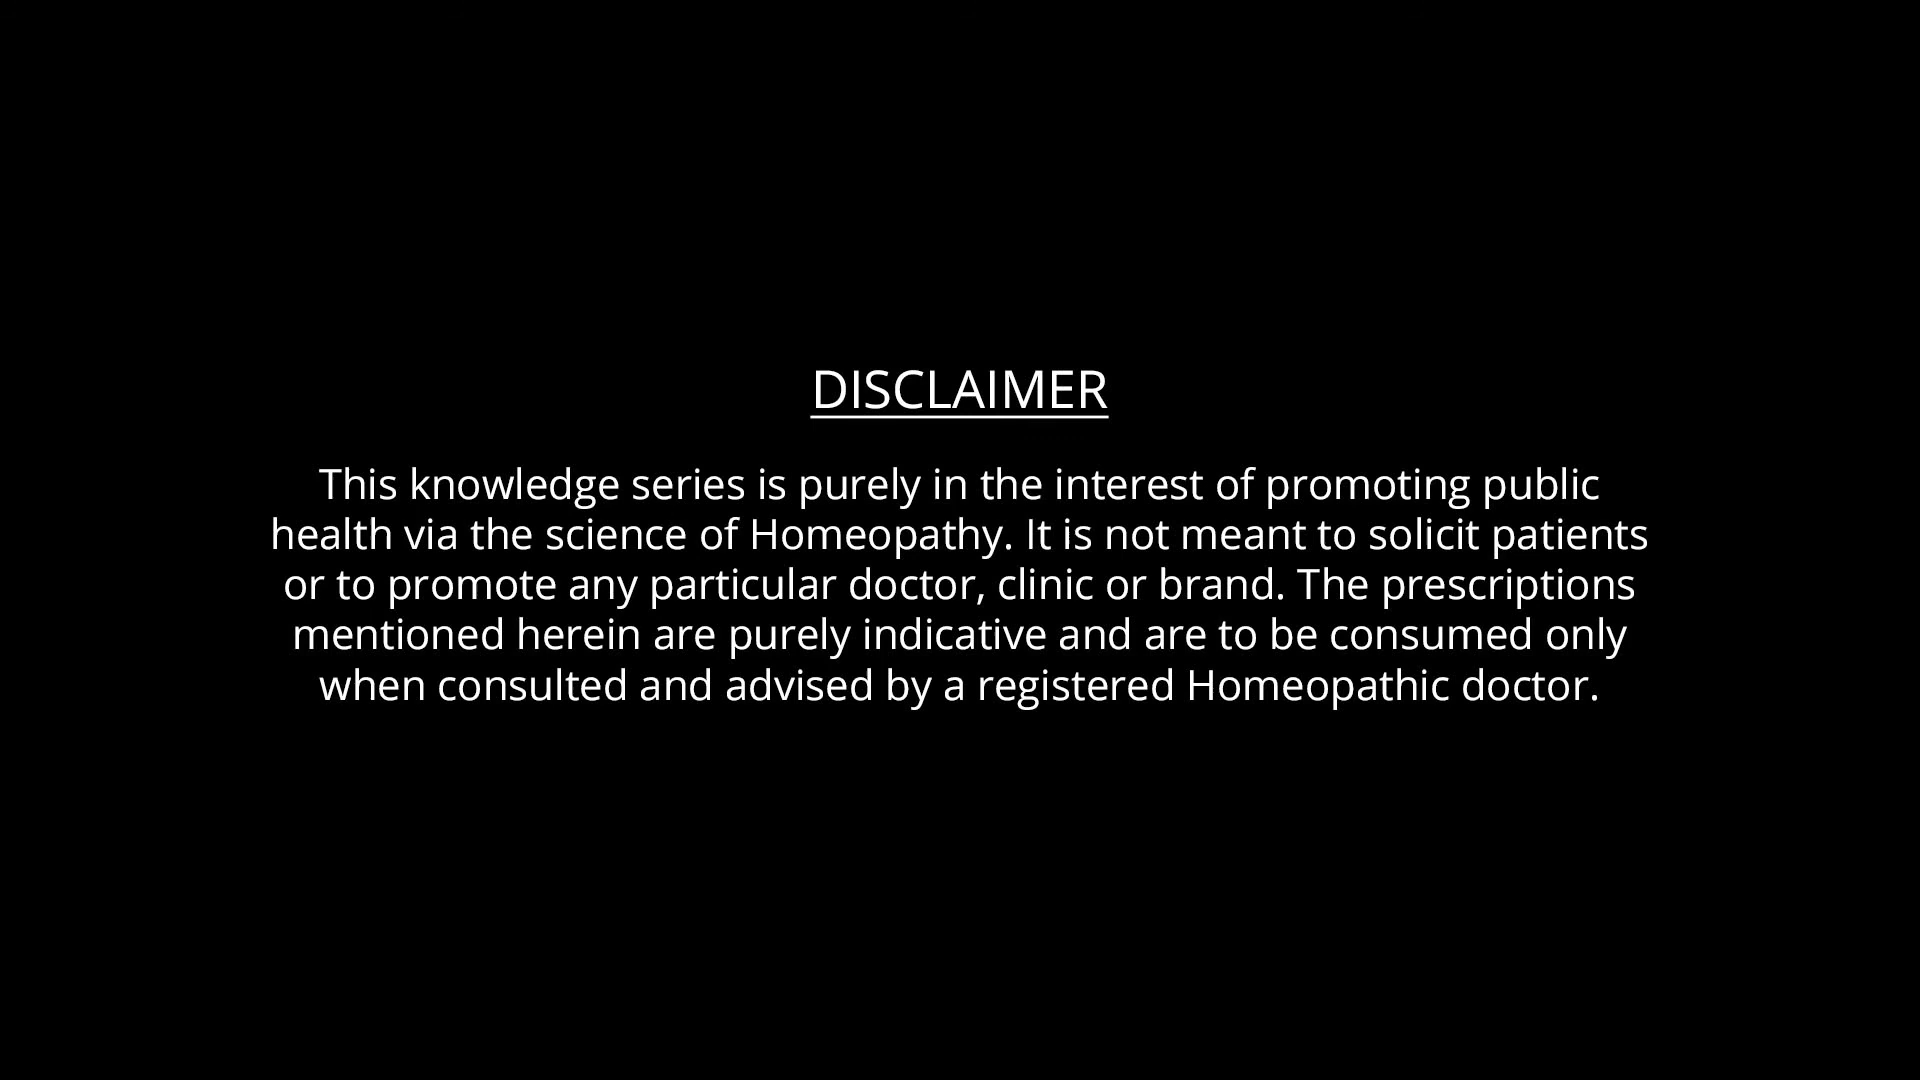 DISCLAIMER
This knowledge series is purely in the interest of promoting public
health via the science of Homeopathy. It is not meant to solicit patients
or to promote any particular doctor, clinic or brand. The prescriptions
mentioned herein are purely indicative and are to be consumed only
when consulted and advised by a registered Homeopathic doctor.